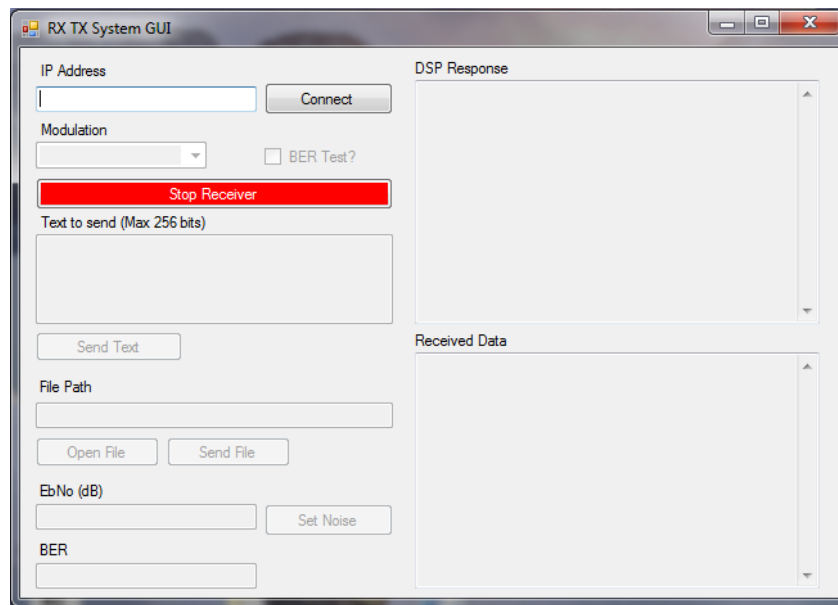 RX TX System GUI
IP Address
Connect
Modulation
BER Test?
Stop Receiver
Text to send (Max 256 bits)
Send Text
File Path
Open File
Send File
EbNo (dB)
Set Noise
BER
DSP Response
Received Data